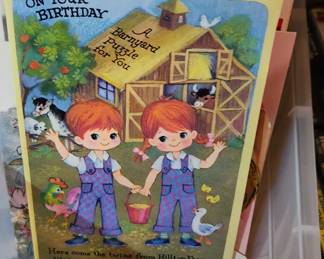 ON YOUR
BIRTHDAY
A
Barnyard
Puzzle
for You
Here come the twins from Hilltop